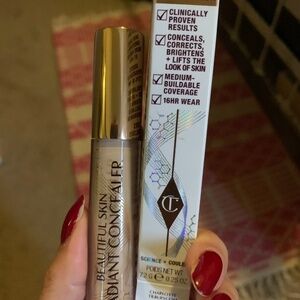 CLINICALLY
PROVEN
RESULTS
CONCEALS,
CORRECTS,
BRIGHTENS
+ LIFTS THE
LOOK OF SKIN
MEDIUM-
BUILDABLE
COVERAGE
16HR WEAR
CT
SCIENCE +
POIDS NET WT
7.2 G e 0.25 OZ
BEAUTIFUL SKIN
RADIANT CONCEALER